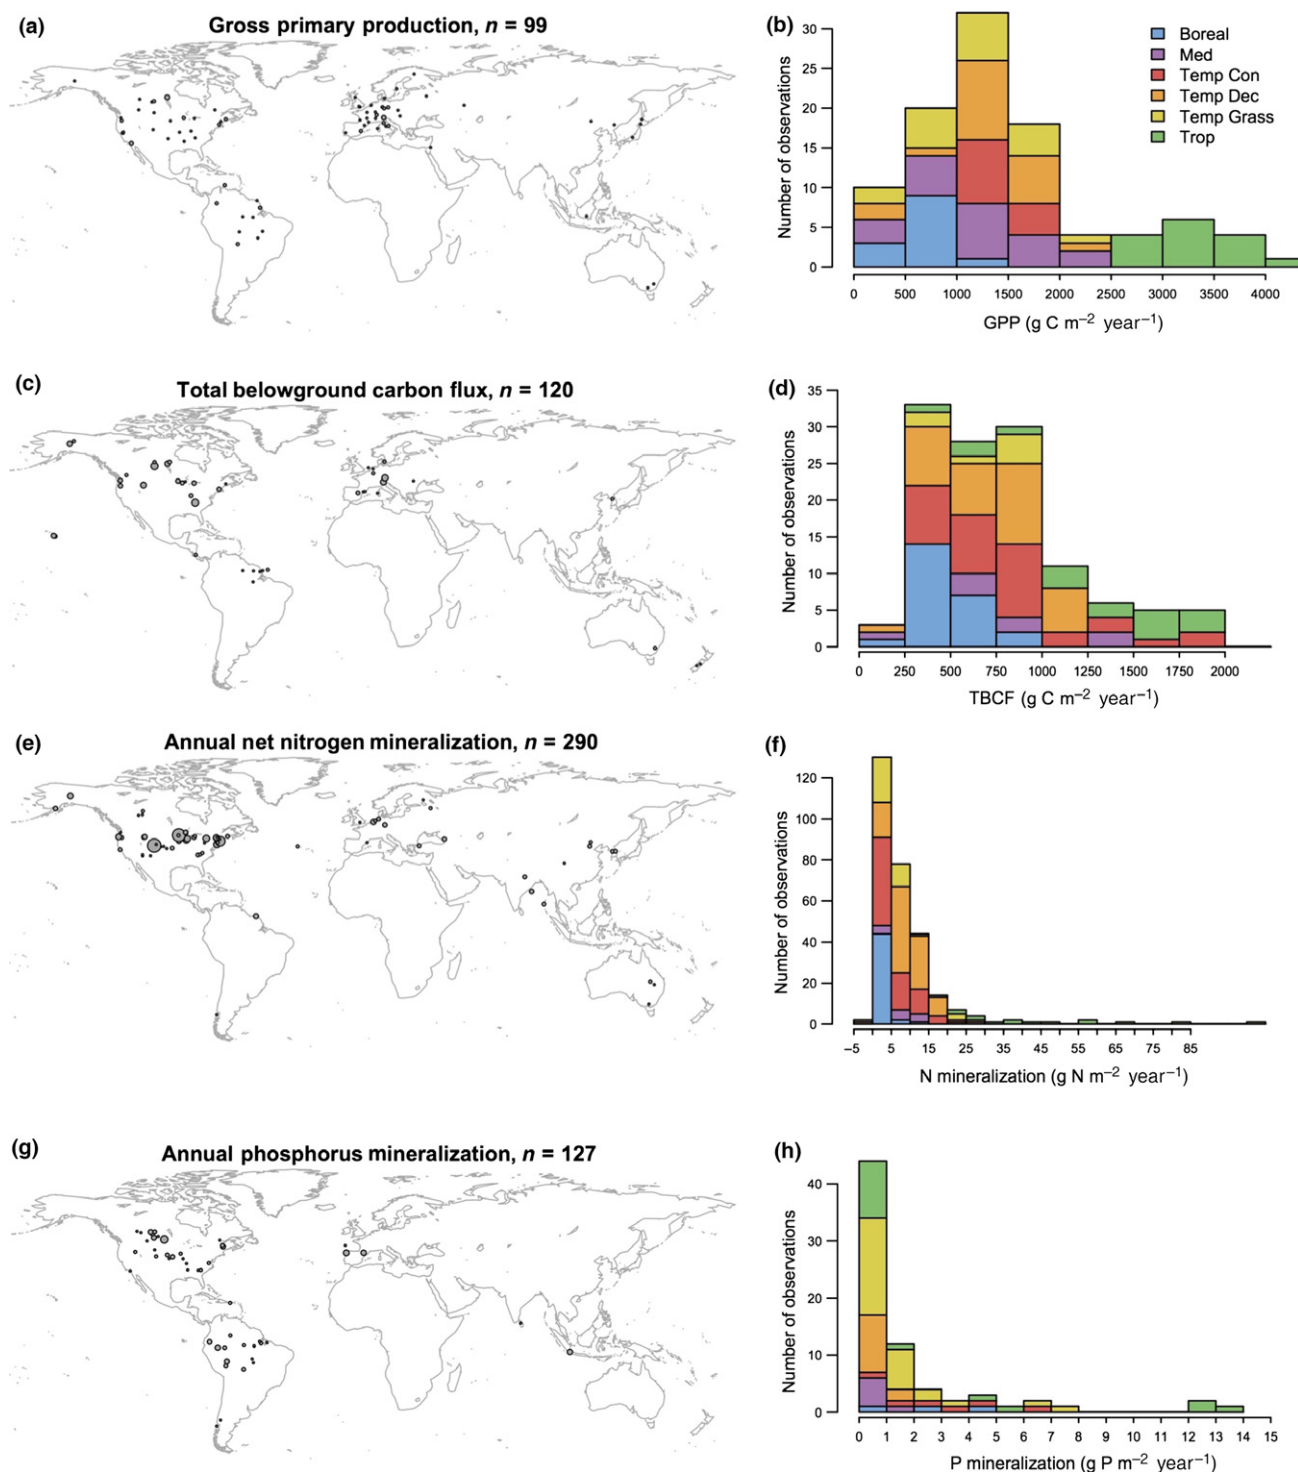 (a)
Gross primary production, n = 99
(b)
30
25
20
15
10
5
0
Number of observations
Boreal
Med
Temp Con
Temp Dec
Temp Grass
Trop
0 500 1000 1500 2000 2500 3000 3500 4000
GPP (g C m⁻² year⁻¹)
(c)
Total belowground carbon flux, n = 120
(d)
35
30
25
20
15
10
5
0
Number of observations
0 250 500 750 1000 1250 1500 1750 2000
TBCF (g C m⁻² year⁻¹)
(e)
Annual net nitrogen mineralization, n = 290
(f)
120
100
80
60
40
20
0
Number of observations
−5 5 15 25 35 45 55 65 75 85
N mineralization (g N m⁻² year⁻¹)
(g)
Annual phosphorus mineralization, n = 127
(h)
40
30
20
10
0
Number of observations
0 1 2 3 4 5 6 7 8 9 10 11 12 13 14 15
P mineralization (g P m⁻² year⁻¹)